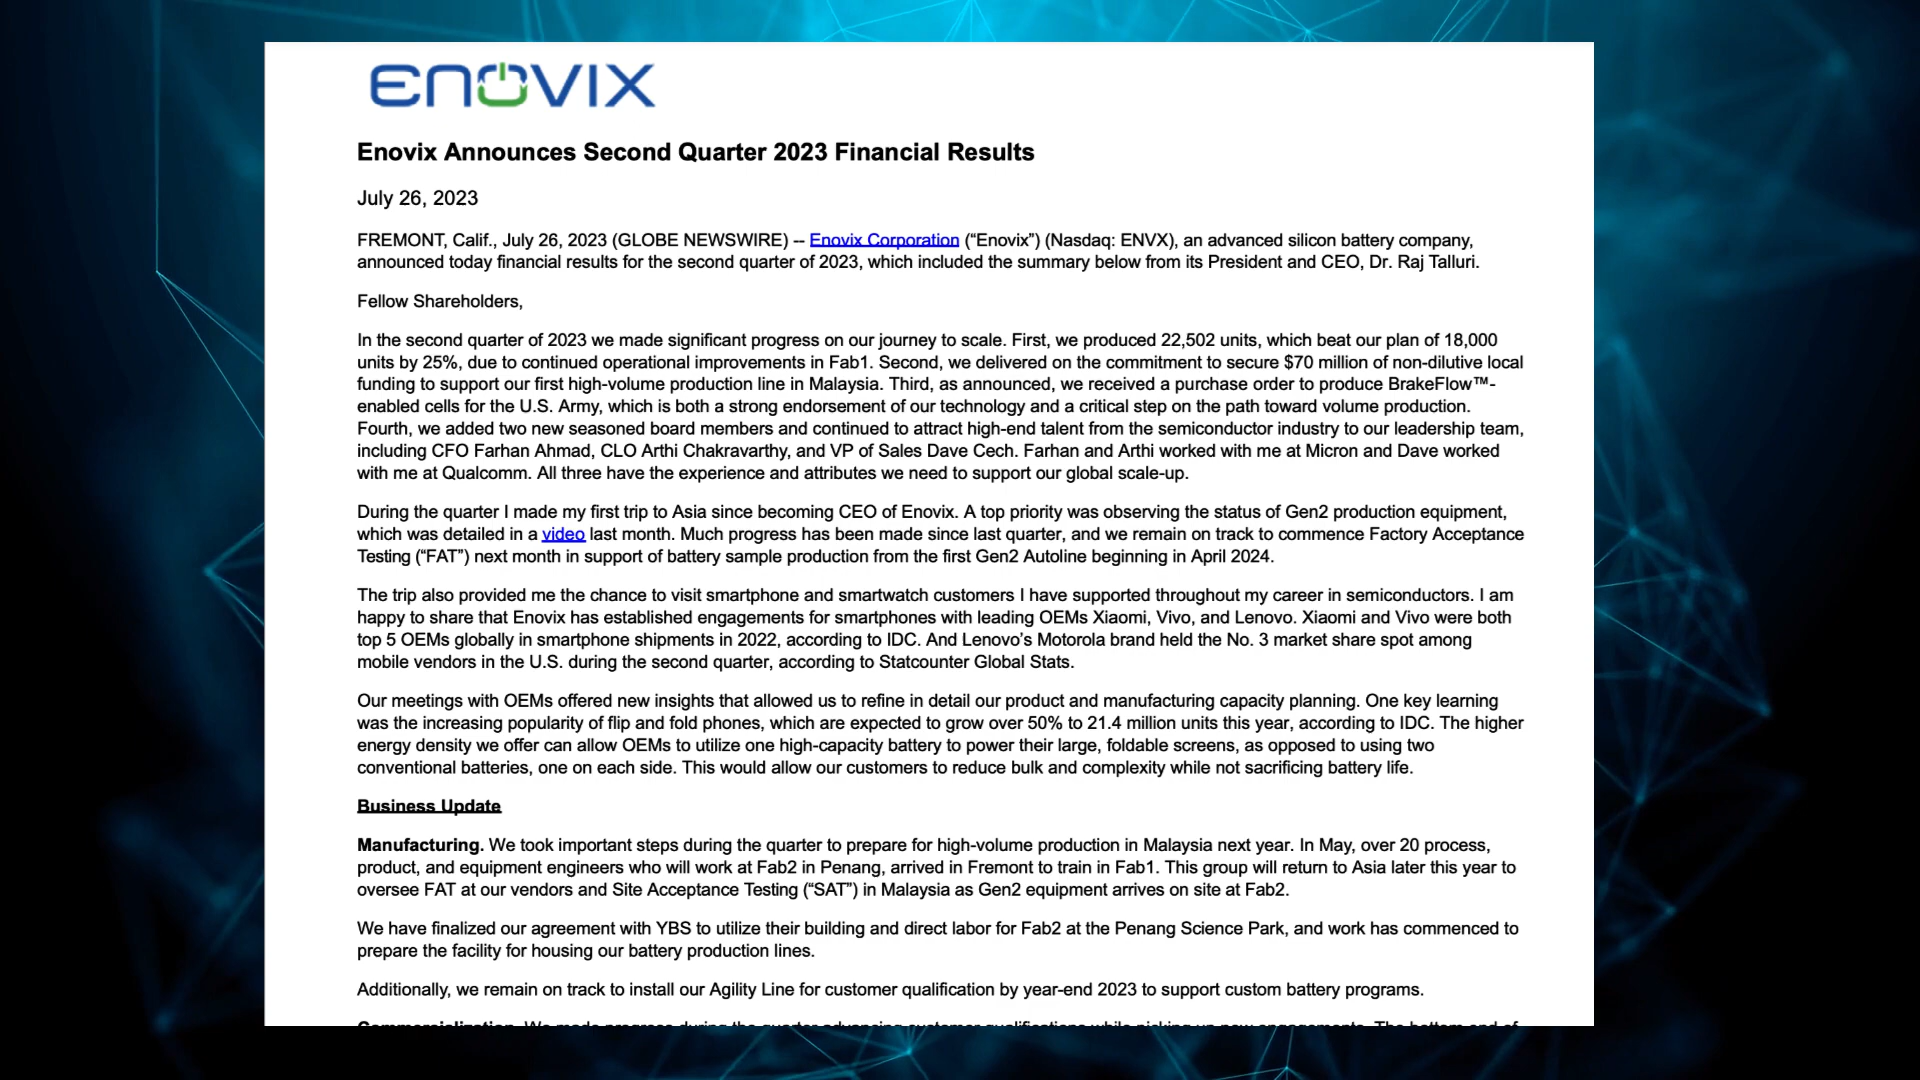 ENOVIX
Enovix Announces Second Quarter 2023 Financial Results
July 26, 2023
FREMONT, Calif., July 26, 2023 (GLOBE NEWSWIRE) -- Enovix Corporation (“Enovix”) (Nasdaq: ENVX), an advanced silicon battery company,
announced today financial results for the second quarter of 2023, which included the summary below from its President and CEO, Dr. Raj Talluri.
Fellow Shareholders,
In the second quarter of 2023 we made significant progress on our journey to scale. First, we produced 22,502 units, which beat our plan of 18,000
units by 25%, due to continued operational improvements in Fab1. Second, we delivered on the commitment to secure $70 million of non-dilutive local
funding to support our first high-volume production line in Malaysia. Third, as announced, we received a purchase order to produce BrakeFlow™-
enabled cells for the U.S. Army, which is both a strong endorsement of our technology and a critical step on the path toward volume production.
Fourth, we added two new seasoned board members and continued to attract high-end talent from the semiconductor industry to our leadership team,
including CFO Farhan Ahmad, CLO Arthi Chakravarthy, and VP of Sales Dave Cech. Farhan and Arthi worked with me at Micron and Dave worked
with me at Qualcomm. All three have the experience and attributes we need to support our global scale-up.
During the quarter I made my first trip to Asia since becoming CEO of Enovix. A top priority was observing the status of Gen2 production equipment,
which was detailed in a video last month. Much progress has been made since last quarter, and we remain on track to commence Factory Acceptance
Testing (“FAT”) next month in support of battery sample production from the first Gen2 Autoline beginning in April 2024.
The trip also provided me the chance to visit smartphone and smartwatch customers I have supported throughout my career in semiconductors. I am
happy to share that Enovix has established engagements for smartphones with leading OEMs Xiaomi, Vivo, and Lenovo. Xiaomi and Vivo were both
top 5 OEMs globally in smartphone shipments in 2022, according to IDC. And Lenovo’s Motorola brand held the No. 3 market share spot among
mobile vendors in the U.S. during the second quarter, according to Statcounter Global Stats.
Our meetings with OEMs offered new insights that allowed us to refine in detail our product and manufacturing capacity planning. One key learning
was the increasing popularity of flip and fold phones, which are expected to grow over 50% to 21.4 million units this year, according to IDC. The higher
energy density we offer can allow OEMs to utilize one high-capacity battery to power their large, foldable screens, as opposed to using two
conventional batteries, one on each side. This would allow our customers to reduce bulk and complexity while not sacrificing battery life.
Business Update
Manufacturing. We took important steps during the quarter to prepare for high-volume production in Malaysia next year. In May, over 20 process,
product, and equipment engineers who will work at Fab2 in Penang, arrived in Fremont to train in Fab1. This group will return to Asia later this year to
oversee FAT at our vendors and Site Acceptance Testing (“SAT”) in Malaysia as Gen2 equipment arrives on site at Fab2.
We have finalized our agreement with YBS to utilize their building and direct labor for Fab2 at the Penang Science Park, and work has commenced to
prepare the facility for housing our battery production lines.
Additionally, we remain on track to install our Agility Line for customer qualification by year-end 2023 to support custom battery programs.
Commercialization. We made progress during the quarter advancing customer qualifications while picking up new engagements. The bottom end of